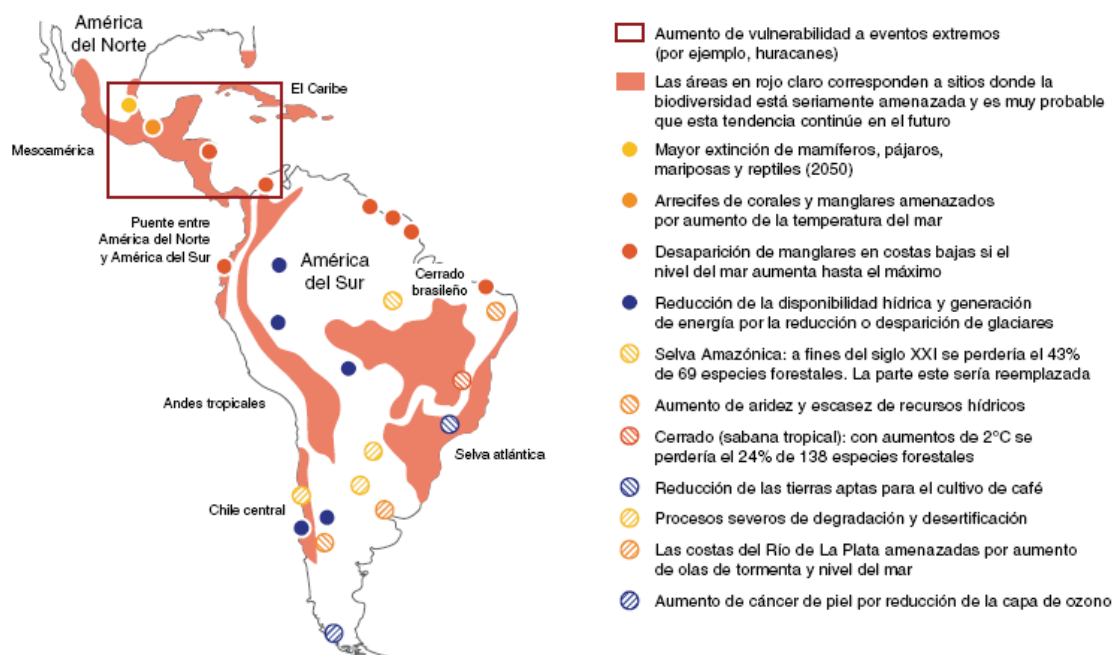 América
del Norte
El Caribe
Mesoamérica
Puente entre
América del Norte
y América del Sur
América
del Sur
Cerrado
brasileño
Andes tropicales
Selva atlántica
Chile central
Aumento de vulnerabilidad a eventos extremos
(por ejemplo, huracanes)
Las áreas en rojo claro corresponden a sitios donde la
biodiversidad está seriamente amenazada y es muy probable
que esta tendencia continúe en el futuro
Mayor extinción de mamíferos, pájaros,
mariposas y reptiles (2050)
Arrecifes de corales y manglares amenazados
por aumento de la temperatura del mar
Desaparición de manglares en costas bajas si el
nivel del mar aumenta hasta el máximo
Reducción de la disponibilidad hídrica y generación
de energía por la reducción o desparición de glaciares
Selva Amazónica: a fines del siglo XXI se perdería el 43%
de 69 especies forestales. La parte este sería reemplazada
Aumento de aridez y escasez de recursos hídricos
Cerrado (sabana tropical): con aumentos de 2ºC se
perdería el 24% de 138 especies forestales
Reducción de las tierras aptas para el cultivo de café
Procesos severos de degradación y desertificación
Las costas del Río de La Plata amenazadas por aumento
de olas de tormenta y nivel del mar
Aumento de cáncer de piel por reducción de la capa de ozono